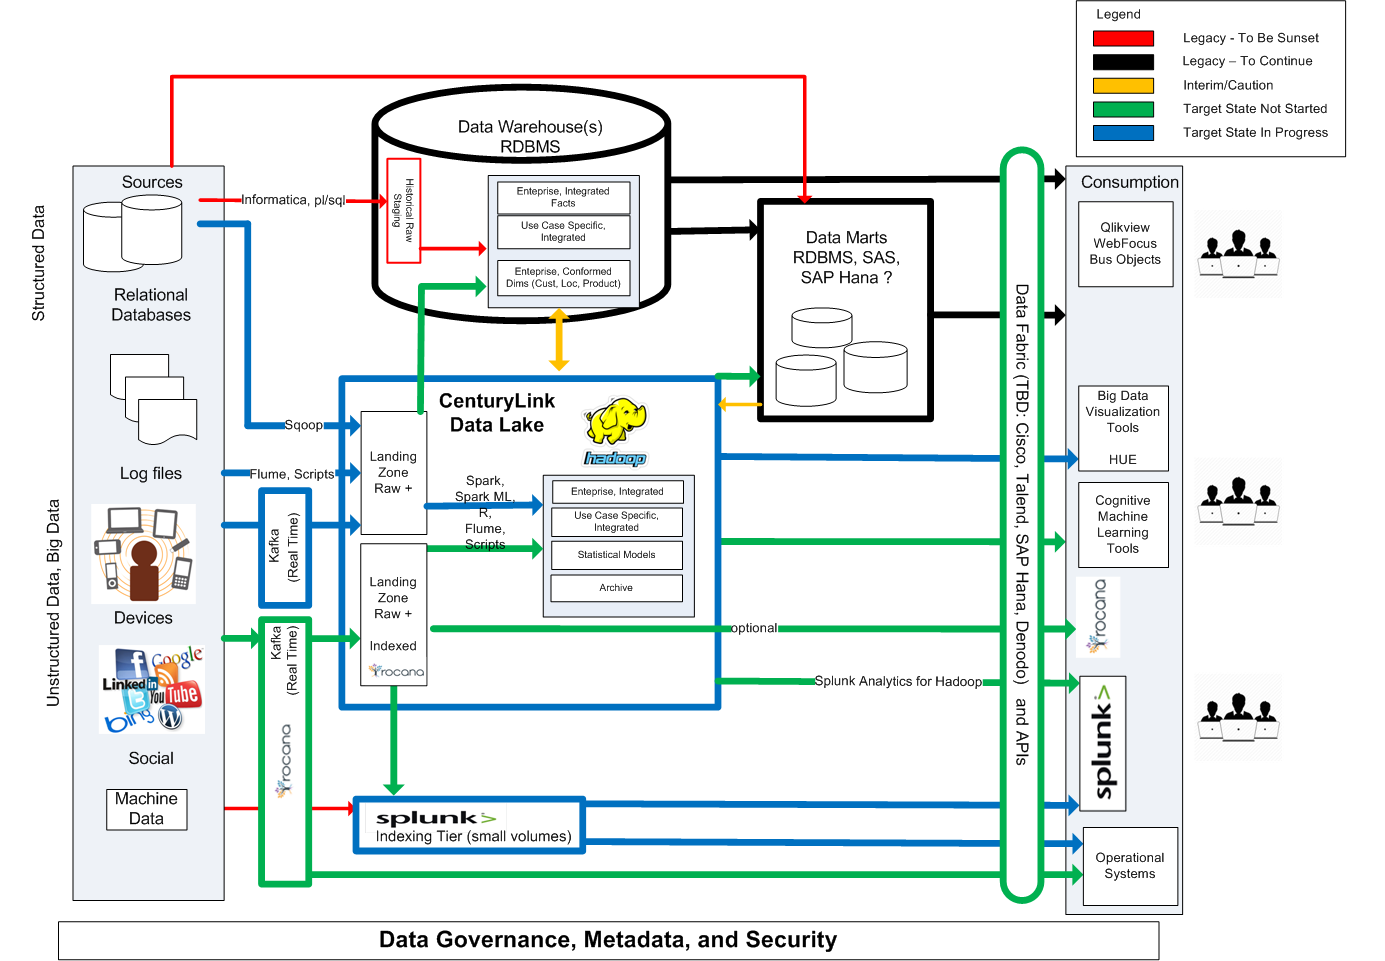 Legend
Legacy - To Be Sunset
Legacy – To Continue
Interim/Caution
Target State Not Started
Target State In Progress
Structured Data
Unstructured Data, Big Data
Sources
Relational
Databases
Log files
Devices
Google
f
Linked in
You Tube
bing
Social
Machine
Data
Informatica, pl/sql
Sqoop
Flume, Scripts
Kafka
(Real Time)
Kafka
(Real Time)
rocana
Data Warehouse(s)
RDBMS
Historical Raw
Staging
Enteprise, Integrated
Facts
Use Case Specific,
Integrated
Enteprise, Conformed
Dims (Cust, Loc, Product)
CenturyLink
Data Lake
hadoop
Landing
Zone
Raw +
Spark,
Spark ML,
R,
Flume,
Scripts
Enteprise, Integrated
Use Case Specific,
Integrated
Statistical Models
Archive
Landing
Zone
Raw +
Indexed
rocana
optional
Splunk Analytics for Hadoop
splunk>
Indexing Tier (small volumes)
Data Marts
RDBMS, SAS,
SAP Hana ?
Data Fabric (TBD: Cisco, Talend, SAP Hana, Denodo) and APIs
Consumption
Qlikview
WebFocus
Bus Objects
Big Data
Visualization
Tools
HUE
Cognitive
Machine
Learning
Tools
rocana
splunk>
Operational
Systems
Data Governance, Metadata, and Security